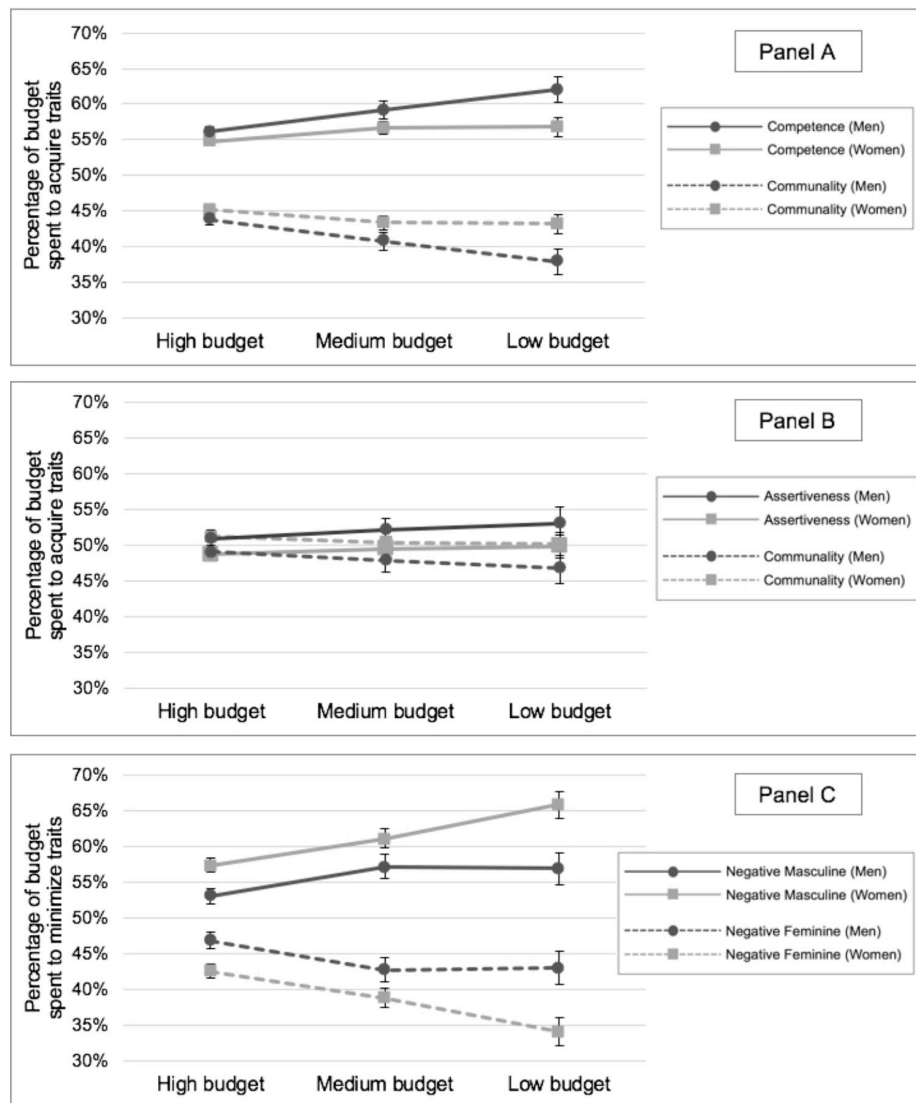 Panel A
Percentage of budget
spent to acquire traits
70%
65%
60%
55%
50%
45%
40%
35%
30%
High budget
Medium budget
Low budget
Competence (Men)
Competence (Women)
Communality (Men)
Communality (Women)
Panel B
Percentage of budget
spent to acquire traits
70%
65%
60%
55%
50%
45%
40%
35%
30%
High budget
Medium budget
Low budget
Assertiveness (Men)
Assertiveness (Women)
Communality (Men)
Communality (Women)
Panel C
Percentage of budget
spent to minimize traits
70%
65%
60%
55%
50%
45%
40%
35%
30%
High budget
Medium budget
Low budget
Negative Masculine (Men)
Negative Masculine (Women)
Negative Feminine (Men)
Negative Feminine (Women)